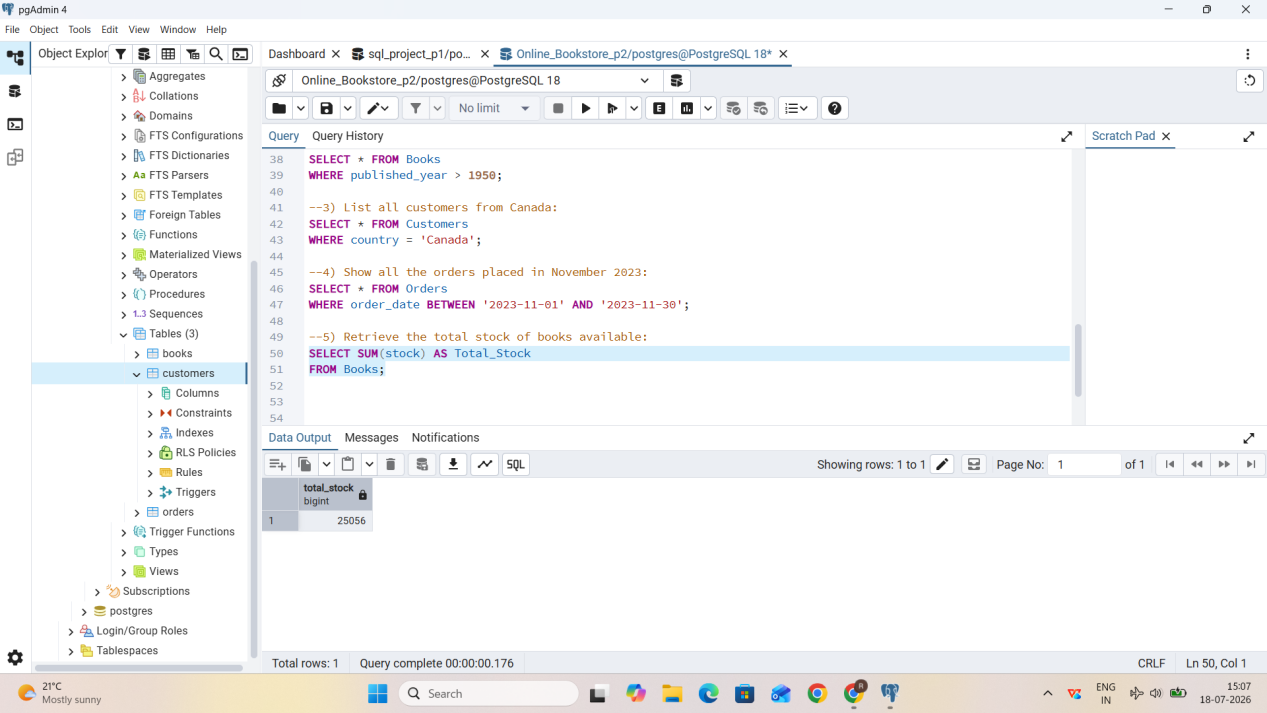 pgAdmin 4
File Object Tools Edit View Window Help
Object Explor
Dashboard
sql_project_p1/po...
Online_Bookstore_p2/postgres@PostgreSQL 18*
Online_Bookstore_p2/postgres@PostgreSQL 18
No limit
E
Query Query History
Scratch Pad
Aggregates
Collations
Domains
FTS Configurations
FTS Dictionaries
Aa FTS Parsers
FTS Templates
Foreign Tables
Functions
Materialized Views
Operators
Procedures
1..3 Sequences
Tables (3)
books
customers
Columns
Constraints
Indexes
RLS Policies
Rules
Triggers
orders
Trigger Functions
Types
Views
Subscriptions
postgres
Login/Group Roles
Tablespaces
38 SELECT * FROM Books
39 WHERE published_year > 1950;
40
41 --3) List all customers from Canada:
42 SELECT * FROM Customers
43 WHERE country = 'Canada';
44
45 --4) Show all the orders placed in November 2023:
46 SELECT * FROM Orders
47 WHERE order_date BETWEEN '2023-11-01' AND '2023-11-30';
48
49 --5) Retrieve the total stock of books available:
50 SELECT SUM(stock) AS Total_Stock
51 FROM Books;
52
53
54
Data Output Messages Notifications
SQL
Showing rows: 1 to 1
Page No: 1 of 1
total_stock
bigint
1 25056
Total rows: 1 Query complete 00:00:00.176
CRLF Ln 50, Col 1
21°C
Mostly sunny
Search
R
ENG
IN
15:07
18-07-2026